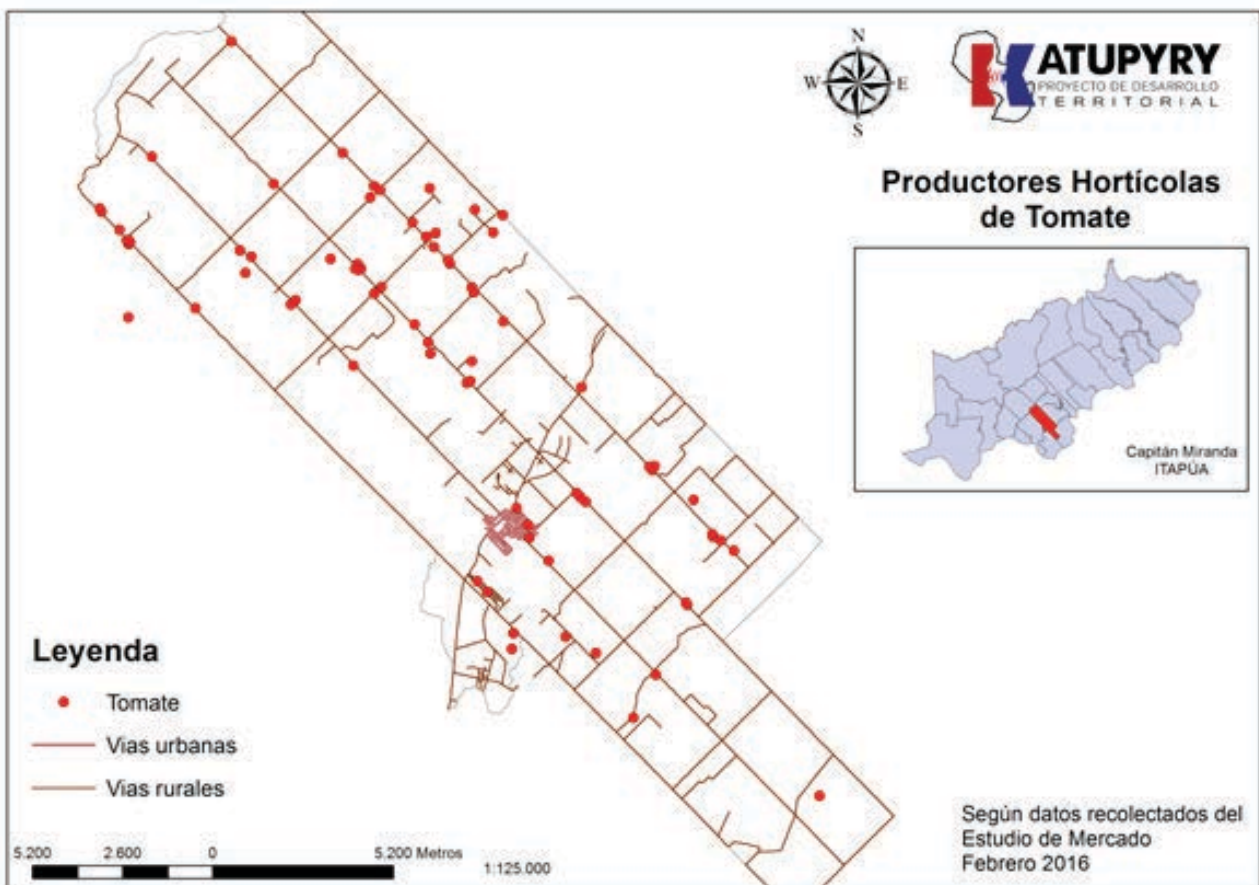 N
W
E
S
KATUPYRY
PROYECTO DE DESARROLLO
TERRITORIAL
Productores Hortícolas
de Tomate
Capitán Miranda
ITAPÚA
Leyenda
Tomate
Vias urbanas
Vias rurales
5.200 2.600 0 5.200 Metros
1:125.000
Según datos recolectados del
Estudio de Mercado
Febrero 2016